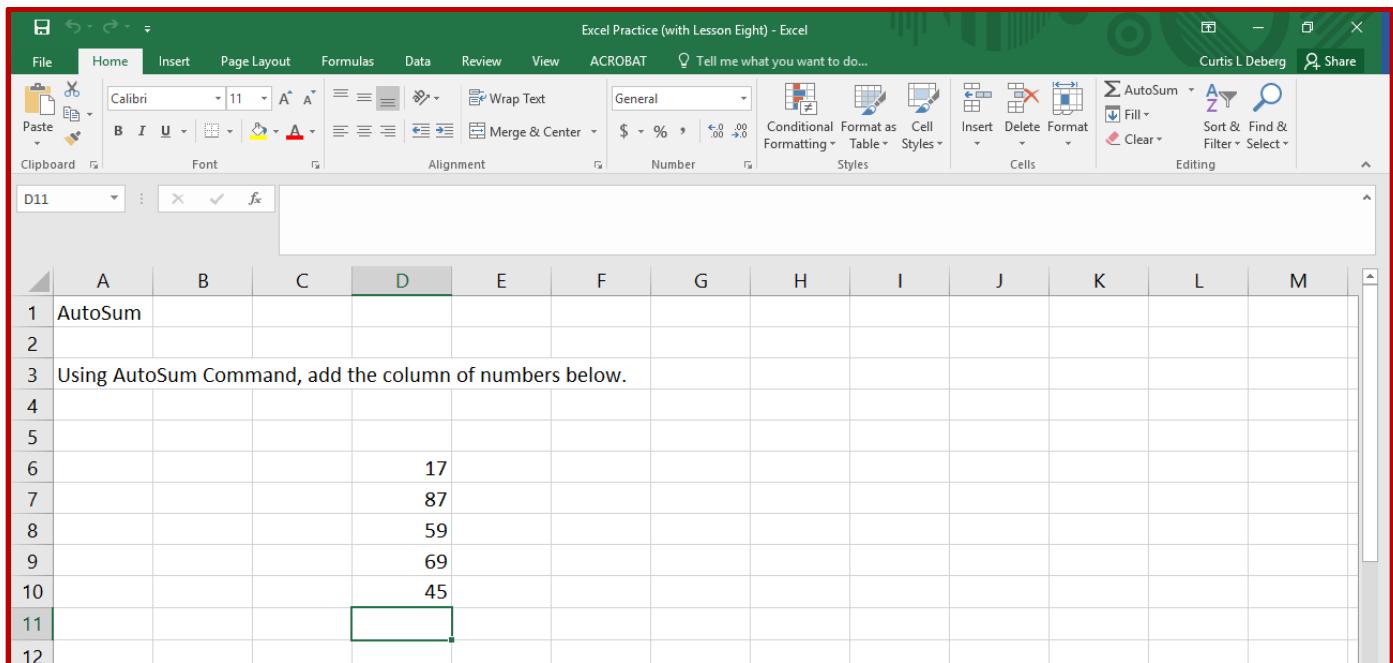 Excel Practice (with Lesson Eight) - Excel
File Home Insert Page Layout Formulas Data Review View ACROBAT Tell me what you want to do... Curtis L Deberg Share
Paste
Clipboard
Calibri 11 A A
B I U A
Font
Wrap Text
Merge & Center
Alignment
General
$ % , .00 .00
Number
Conditional Formatting
Format as Table
Cell Styles
Styles
Insert Delete Format
Cells
AutoSum
Fill
Clear
Sort & Filter
Find & Select
Editing
D11 fx
A B C D E F G H I J K L M
1 AutoSum
2
3 Using AutoSum Command, add the column of numbers below.
4
5
6 17
7 87
8 59
9 69
10 45
11
12